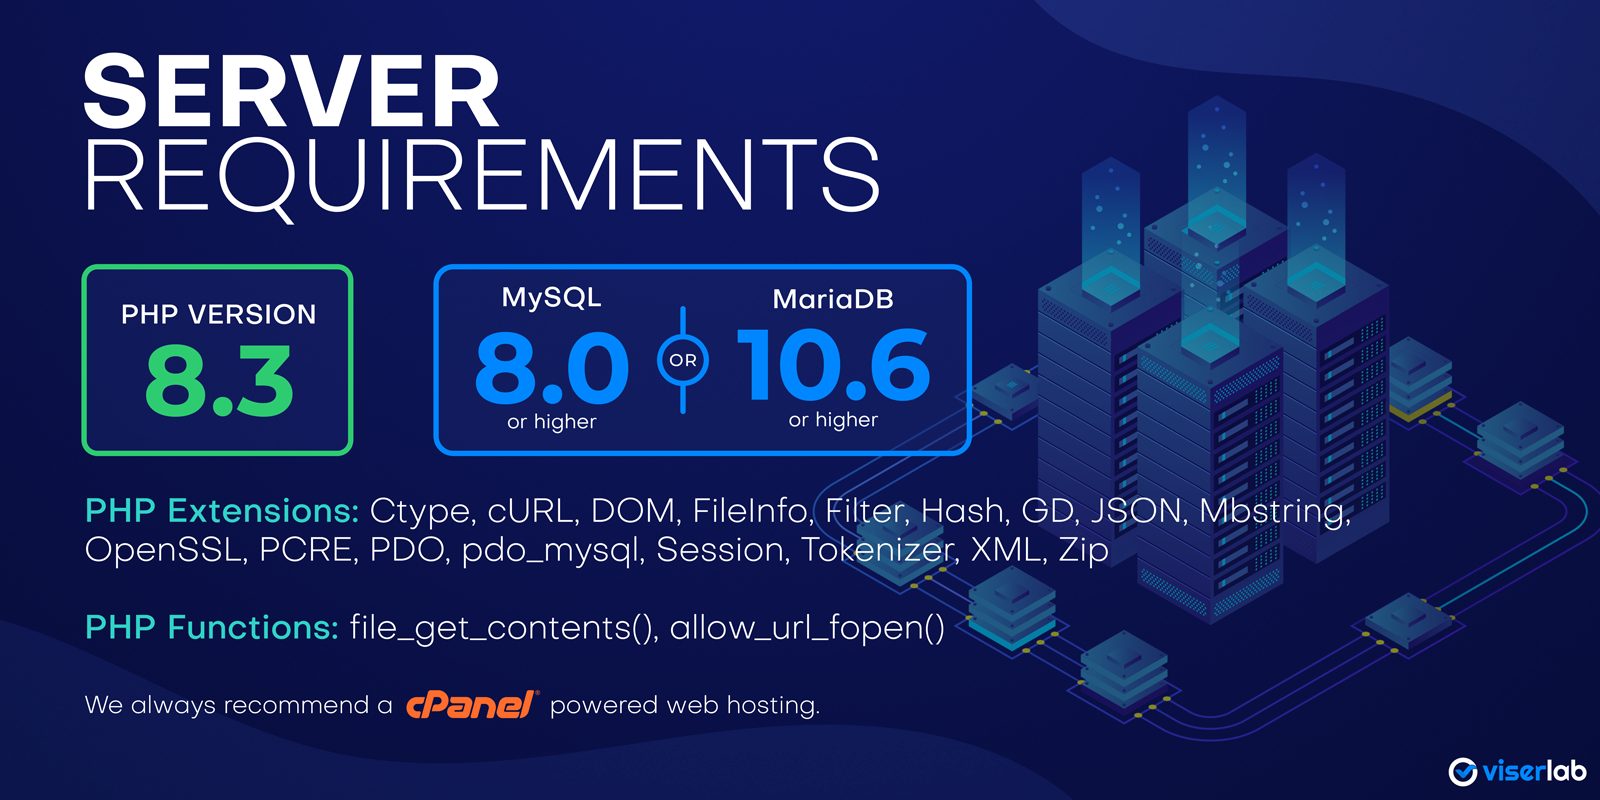 SERVER
REQUIREMENTS
PHP VERSION
8.3
MySQL
8.0
or higher
OR
MariaDB
10.6
or higher
PHP Extensions: Ctype, cURL, DOM, FileInfo, Filter, Hash, GD, JSON, Mbstring,
OpenSSL, PCRE, PDO, pdo_mysql, Session, Tokenizer, XML, Zip
PHP Functions: file_get_contents(), allow_url_fopen()
We always recommend a cPanel® powered web hosting.
viserlab